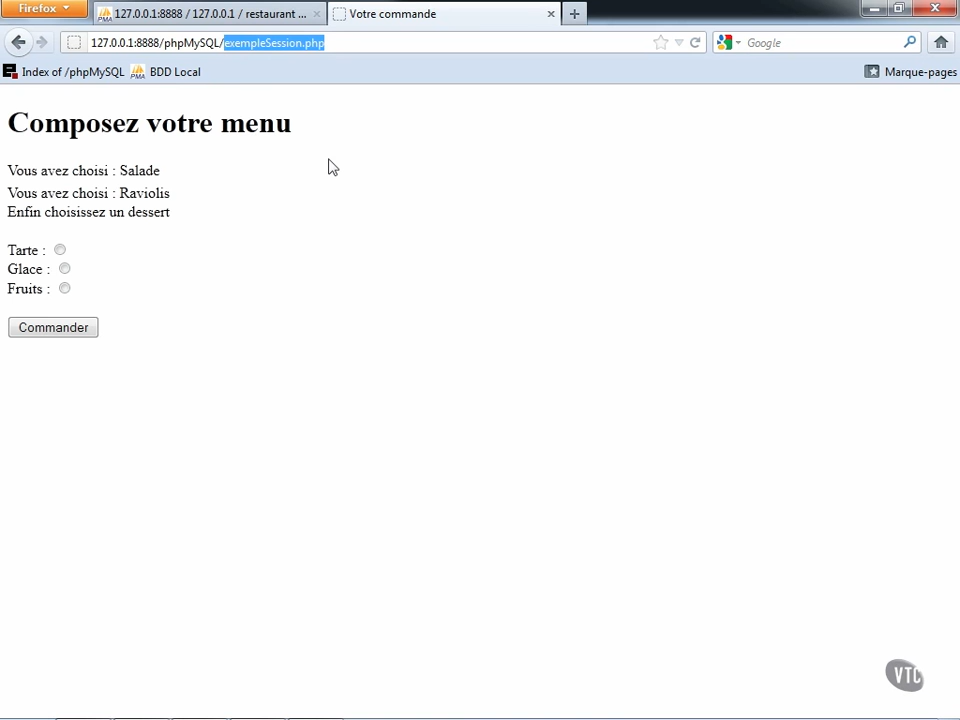 Firefox
127.0.0.1:8888 / 127.0.0.1 / restaurant ...
Votre commande
127.0.0.1:8888/phpMySQL/exempleSession.php
Google
Index of /phpMySQL
BDD Local
Marque-pages
Composez votre menu
Vous avez choisi : Salade
Vous avez choisi : Raviolis
Enfin choisissez un dessert
Tarte :
Glace :
Fruits :
Commander
VTC